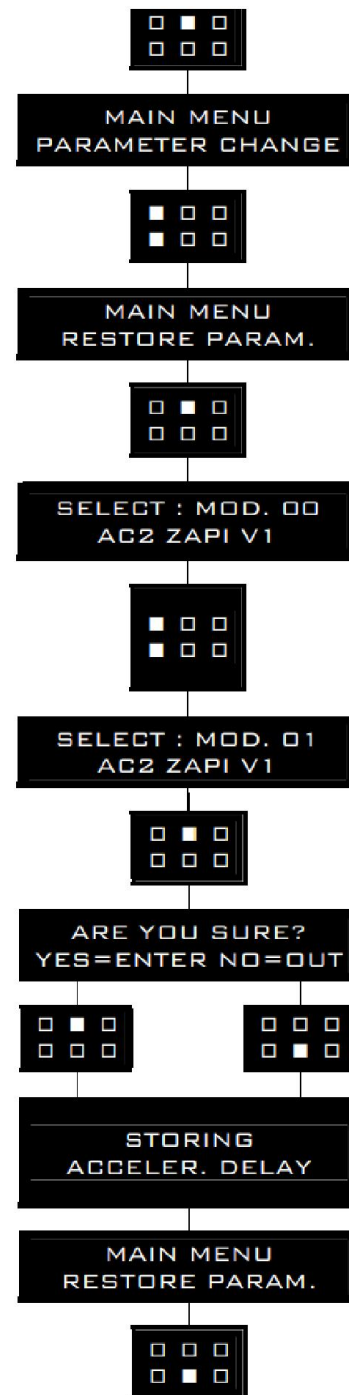 MAIN MENU
PARAMETER CHANGE
MAIN MENU
RESTORE PARAM.
SELECT : MOD. 00
AC2 ZAPI V1
SELECT : MOD. 01
AC2 ZAPI V1
ARE YOU SURE?
YES=ENTER NO=OUT
STORING
ACCELER. DELAY
MAIN MENU
RESTORE PARAM.